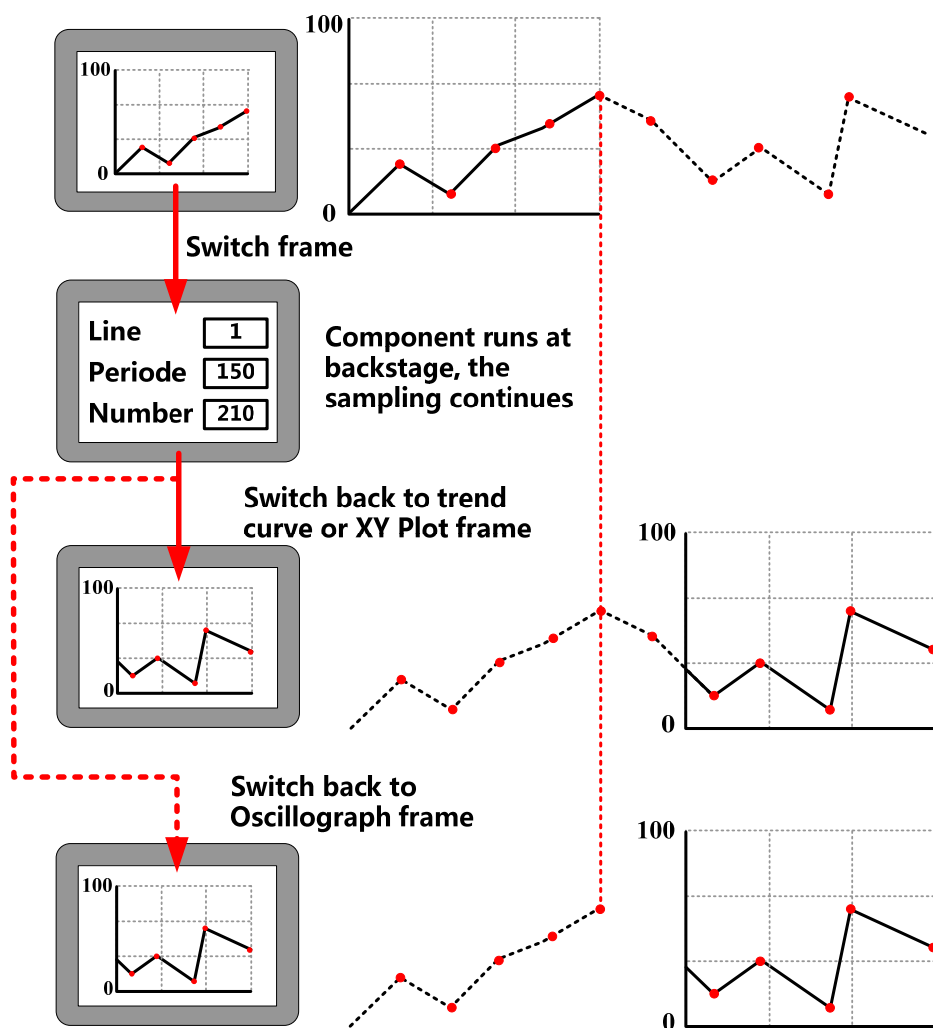 100
0
100
0
Switch frame
Line 1
Periode 150
Number 210
Component runs at
backstage, the
sampling continues
Switch back to trend
curve or XY Plot frame
100
0
100
0
Switch back to
Oscillograph frame
100
0
100
0